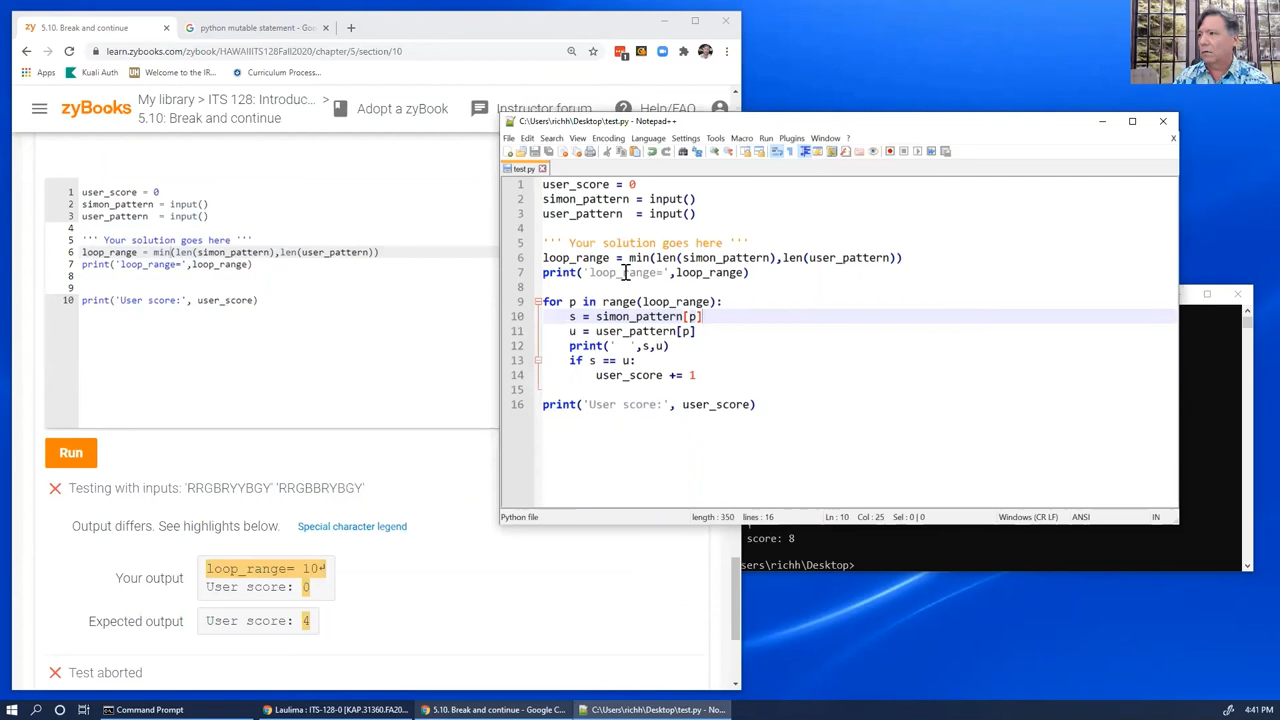 5.10. Break and continue
python mutable statement - Go
learn.zybooks.com/zybook/HAWAIIITS128Fall2020/chapter/5/section/10
Apps
Kuali Auth
Welcome to the IR...
Curriculum Process...
zyBooks
My library > ITS 128: Introduc... >
5.10: Break and continue
Adopt a zyBook
Instructor forum
Help/FAQ
1 user_score = 0
2 simon_pattern = input()
3 user_pattern  = input()
4
5 ''' Your solution goes here '''
6 loop_range = min(len(simon_pattern),len(user_pattern))
7 print('loop_range=',loop_range)
8
9
10 print('User score:', user_score)
Run
Testing with inputs: 'RRGBRYYBGY' 'RRGBBRYBGY'
Output differs. See highlights below.
Special character legend
Your output
loop_range= 10↵
User score: 0
Expected output
User score: 4
Test aborted
C:\Users\richh\Desktop\test.py - Notepad++
File Edit Search View Encoding Language Settings Tools Macro Run Plugins Window ?
X
test.py
1 user_score = 0
2 simon_pattern = input()
3 user_pattern  = input()
4
5 ''' Your solution goes here '''
6 loop_range = min(len(simon_pattern),len(user_pattern))
7 print('loop_range=',loop_range)
8
9 for p in range(loop_range):
10 s = simon_pattern[p]
11 u = user_pattern[p]
12 print('  ',s,u)
13 if s == u:
14 user_score += 1
15
16 print('User score:', user_score)
Python file
length : 350 lines : 16
Ln : 10 Col : 25 Sel : 0 | 0
Windows (CR LF)
ANSI
IN
score: 8
sers\richh\Desktop>
Command Prompt
Laulima : ITS-128-0 [KAP.31360.FA20...
5.10. Break and continue - Google C...
C:\Users\richh\Desktop\test.py - No...
4:41 PM